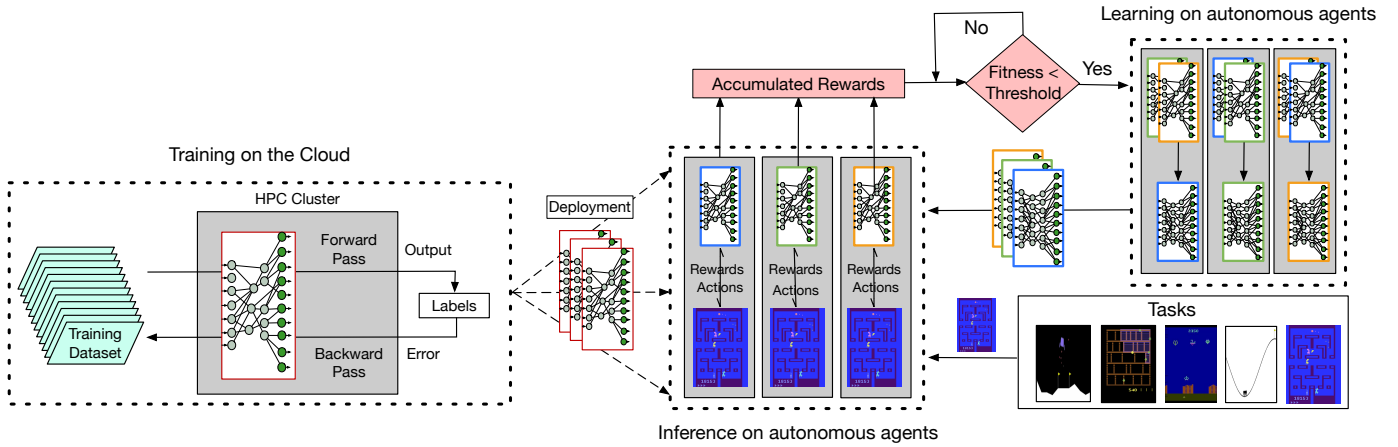 Learning on autonomous agents
No
Fitness <
Threshold
Yes
Accumulated Rewards
Training on the Cloud
HPC Cluster
Forward
Pass
Output
Labels
Training
Dataset
Backward
Pass
Error
Deployment
Rewards
Actions
Rewards
Actions
Rewards
Actions
Inference on autonomous agents
Tasks